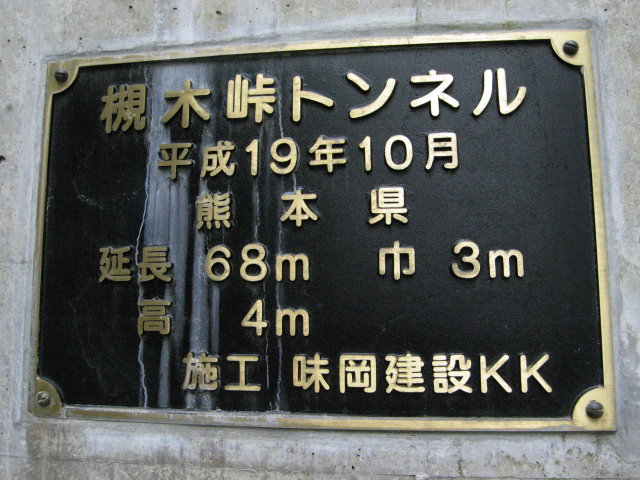 槻木峠トンネル
平成19年10月
熊本県
延長 68m 巾 3m
高 4m
施工 味岡建設KK